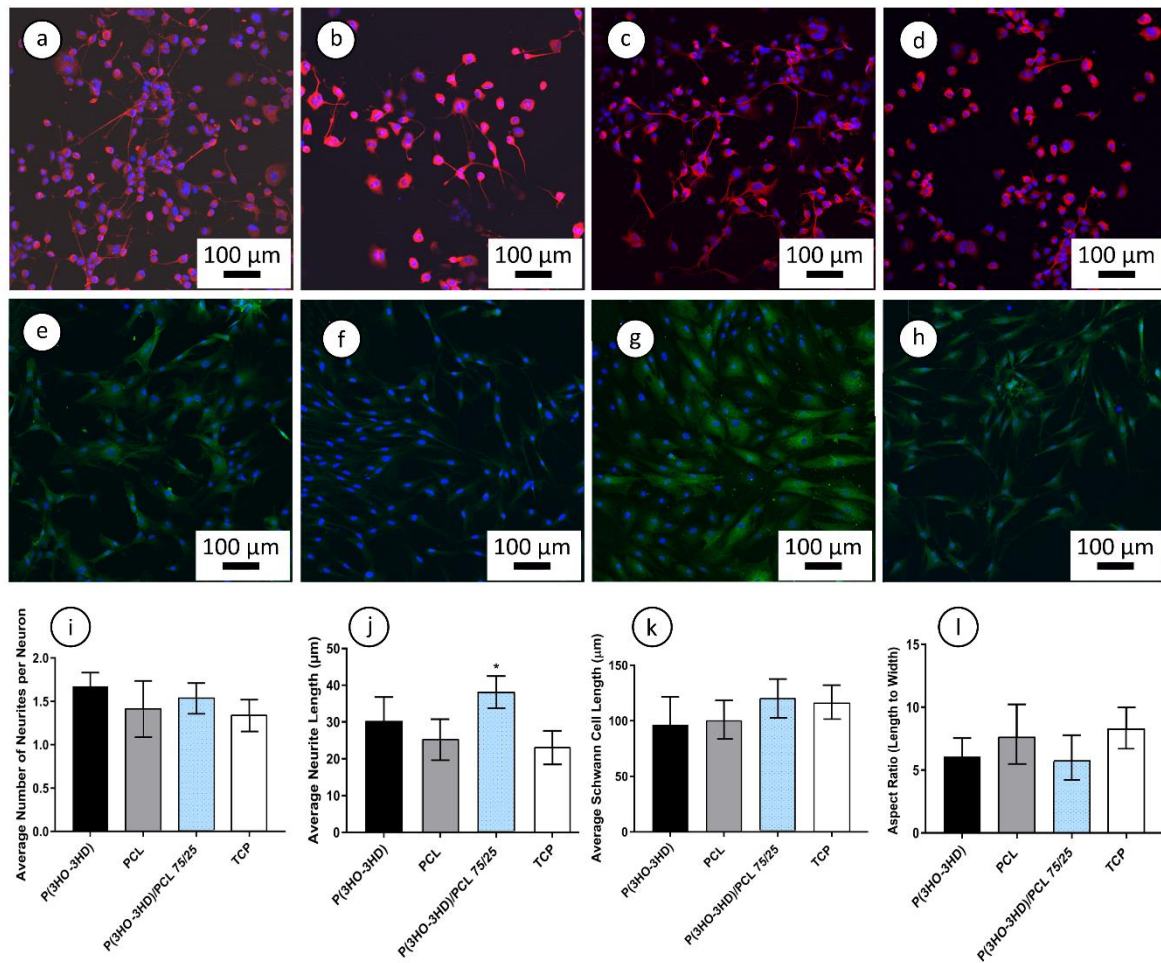 a
b
c
d
100 µm
100 µm
100 µm
100 µm
e
f
g
h
100 µm
100 µm
100 µm
100 µm
i
Average Number of Neurites per Neuron
2.0
1.5
1.0
0.5
0.0
P(3HO-3HD)
PCL
P(3HO-3HD)/PCL 75/25
TCP
j
Average Neurite Length (µm)
50
40
30
20
10
0
*
P(3HO-3HD)
PCL
P(3HO-3HD)/PCL 75/25
TCP
k
Average Schwann Cell Length (µm)
150
100
50
0
P(3HO-3HD)
PCL
P(3HO-3HD)/PCL 75/25
TCP
l
Aspect Ratio (Length to Width)
15
10
5
0
P(3HO-3HD)
PCL
P(3HO-3HD)/PCL 75/25
TCP